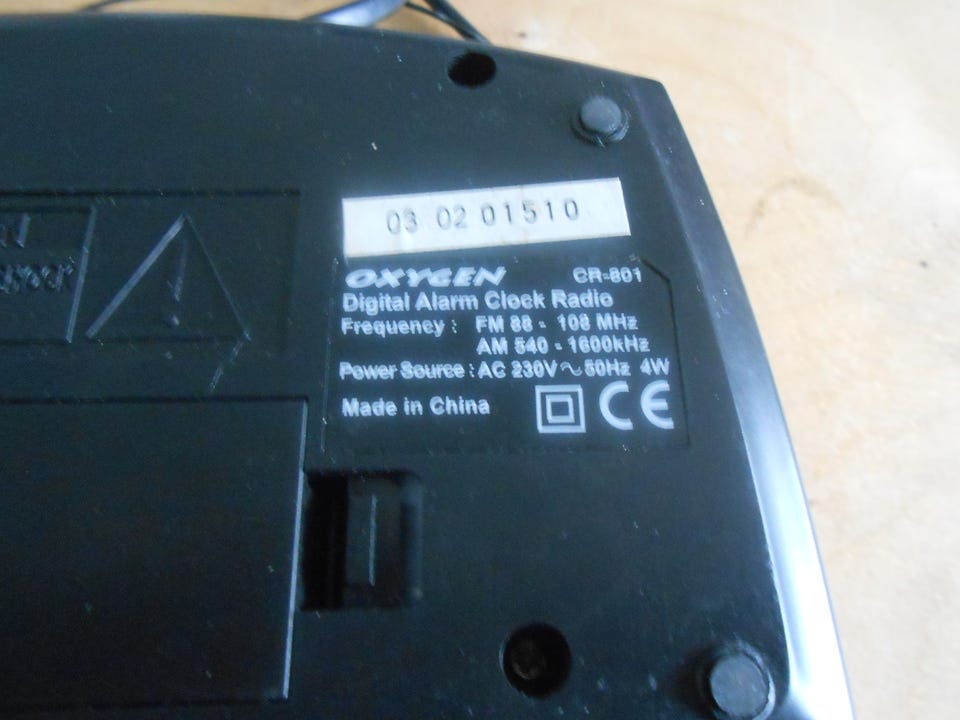 03 02 01510
OXYGEN CR-801
Digital Alarm Clock Radio
Frequency : FM 88 - 108 MHz
AM 540 - 1600kHz
Power Source : AC 230V ~ 50Hz 4W
Made in China CE